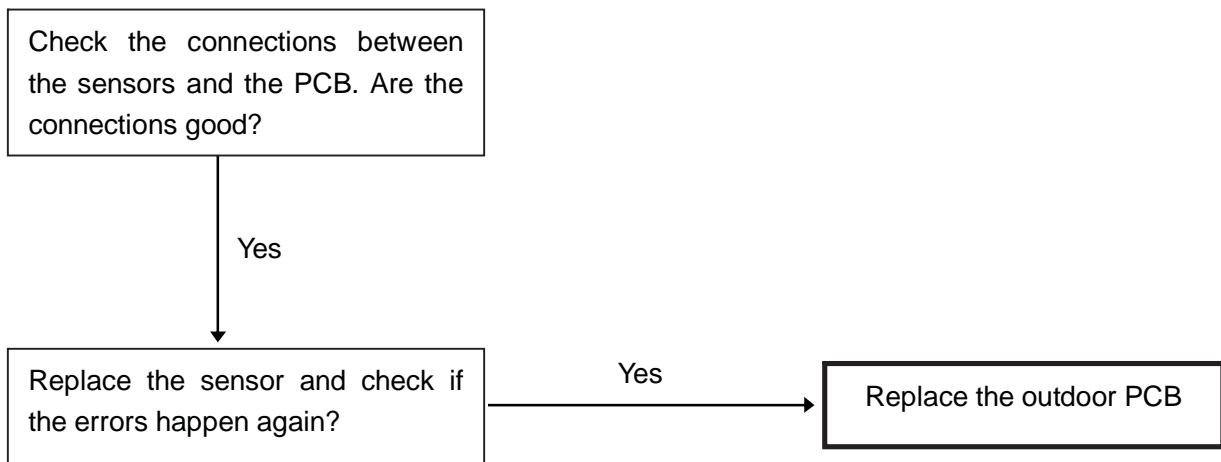 Check the connections between
the sensors and the PCB. Are the
connections good?
Yes
Replace the sensor and check if
the errors happen again?
Yes
Replace the outdoor PCB